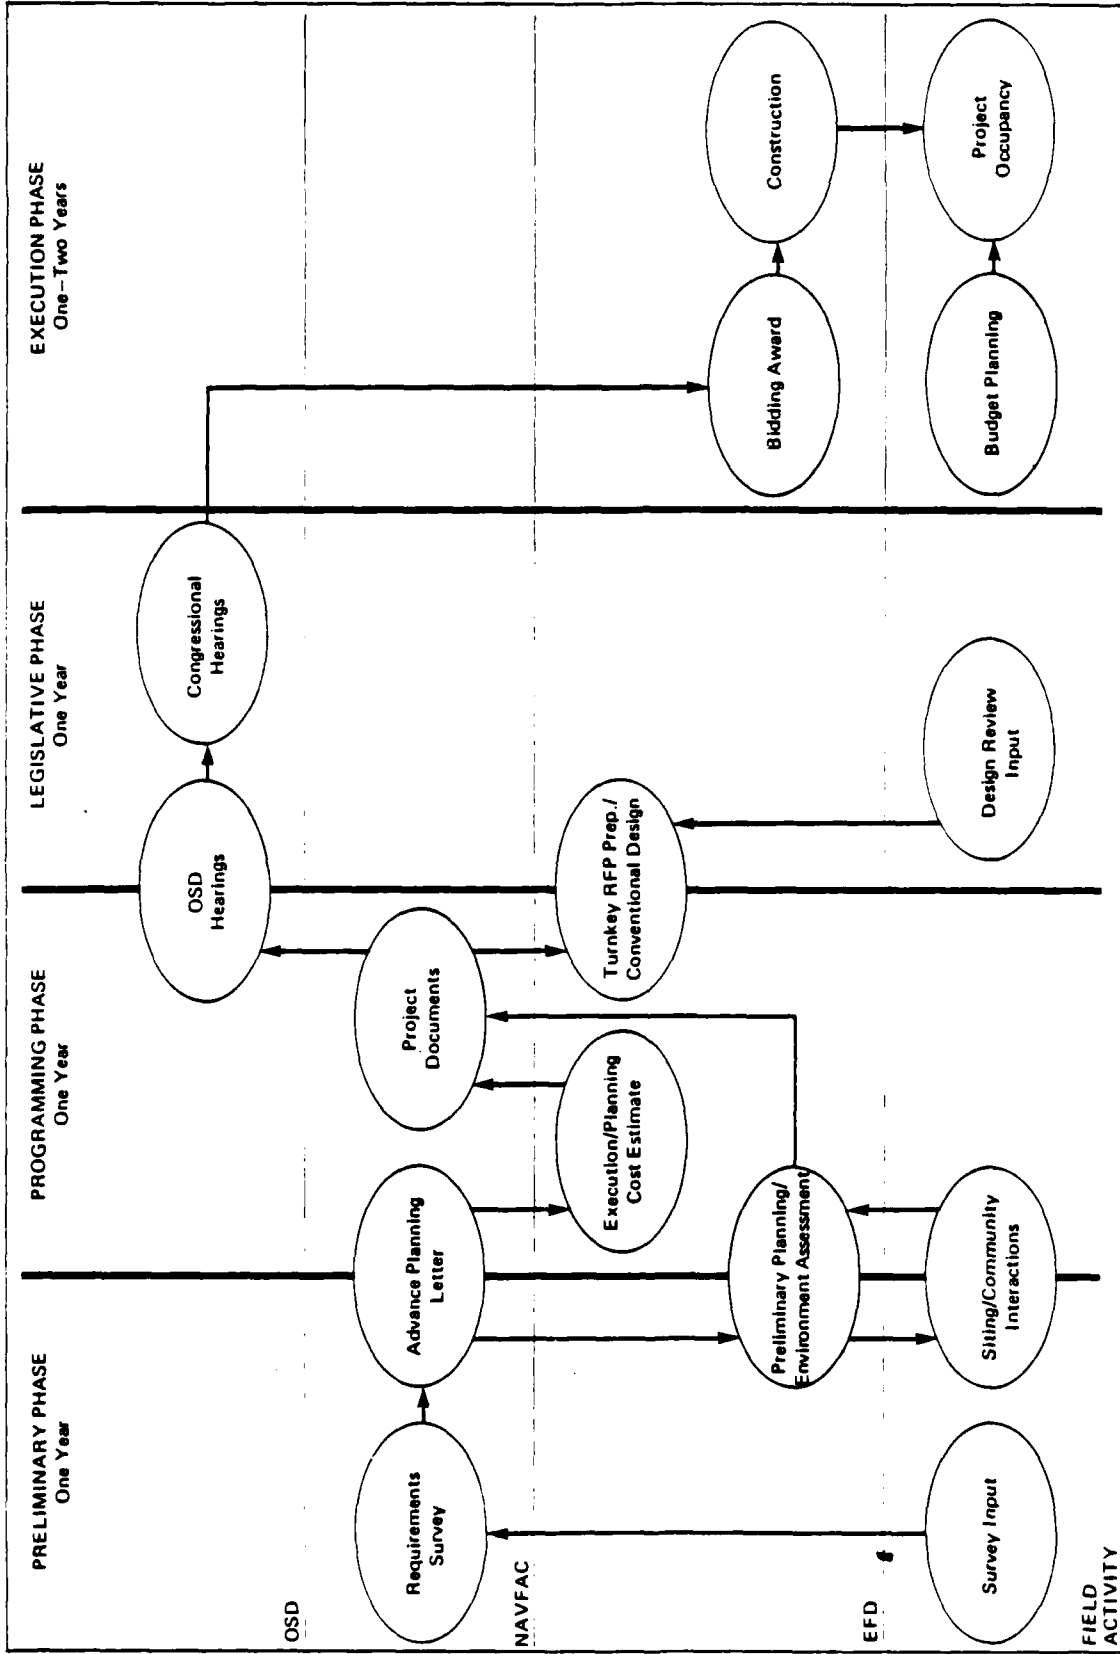 PRELIMINARY PHASE
One Year
PROGRAMMING PHASE
One Year
LEGISLATIVE PHASE
One Year
EXECUTION PHASE
One–Two Years
OSD
Hearings
Congressional
Hearings
OSD
Requirements
Survey
Advance Planning
Letter
Project
Documents
NAVFAC
Execution/Planning
Cost Estimate
Turnkey RFP Prep./
Conventional Design
Preliminary Planning/
Environment Assessment
Bidding Award
Construction
EFD
Survey Input
Siting/Community
Interactions
Design Review
Input
Budget Planning
Project
Occupancy
FIELD
ACTIVITY